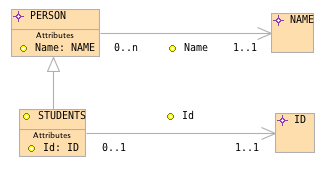 PERSON
NAME
Attributes
Name: NAME
0..n
Name
1..1
STUDENTS
Id
ID
Attributes
Id: ID
0..1
1..1